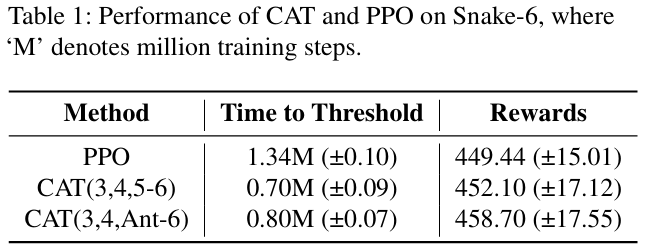 Table 1: Performance of CAT and PPO on Snake-6, where
‘M’ denotes million training steps.
Method Time to Threshold Rewards
PPO 1.34M (±0.10) 449.44 (±15.01)
CAT(3,4,5-6) 0.70M (±0.09) 452.10 (±17.12)
CAT(3,4,Ant-6) 0.80M (±0.07) 458.70 (±17.55)